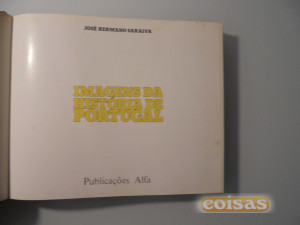 JOSÉ HERMANO SARAIVA
IMAGENS DA
HISTÓRIA DE
PORTUGAL
Publicações Alfa
coisas